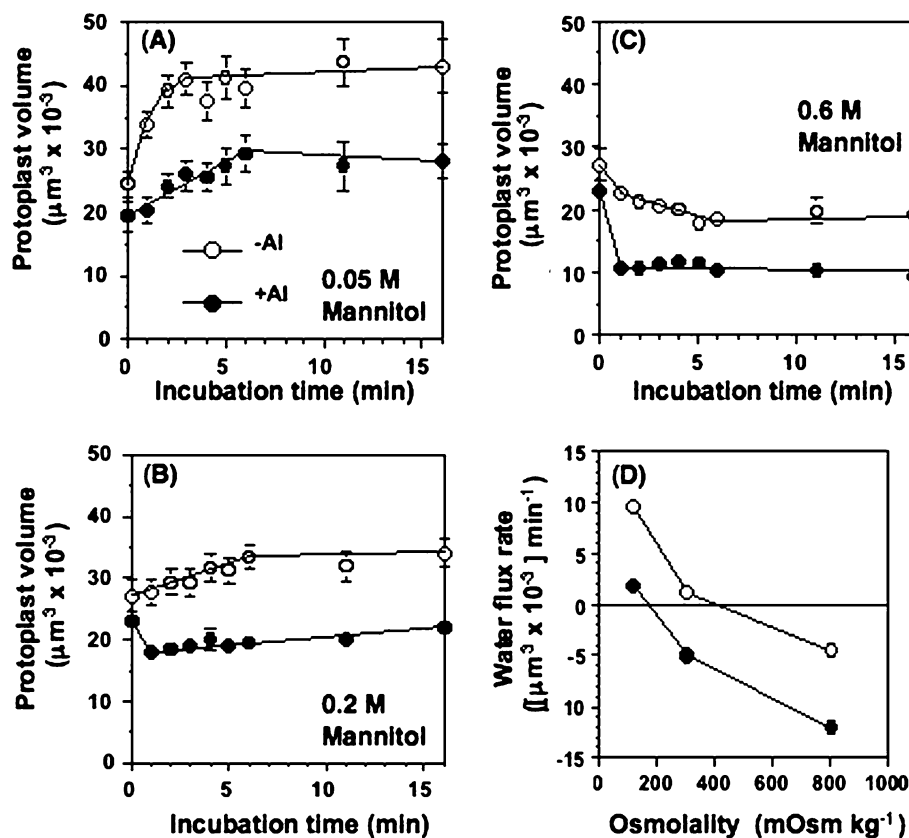 (A)
Protoplast volume
(µm³ x 10⁻³)
50
40
30
20
10
0
-Al
+Al
0.05 M
Mannitol
0 5 10 15
Incubation time (min)
(C)
Protoplast volume
(µm³ x 10⁻³)
50
40
30
20
10
0
0.6 M
Mannitol
0 5 10 15
Incubation time (min)
(B)
Protoplast volume
(µm³ x 10⁻³)
50
40
30
20
10
0
0.2 M
Mannitol
0 5 10 15
Incubation time (min)
(D)
Water flux rate
([[µm³ x 10⁻³] min⁻¹)
15
10
5
0
-5
-10
-15
0 200 400 600 800 1000
Osmolality (mOsm kg⁻¹)